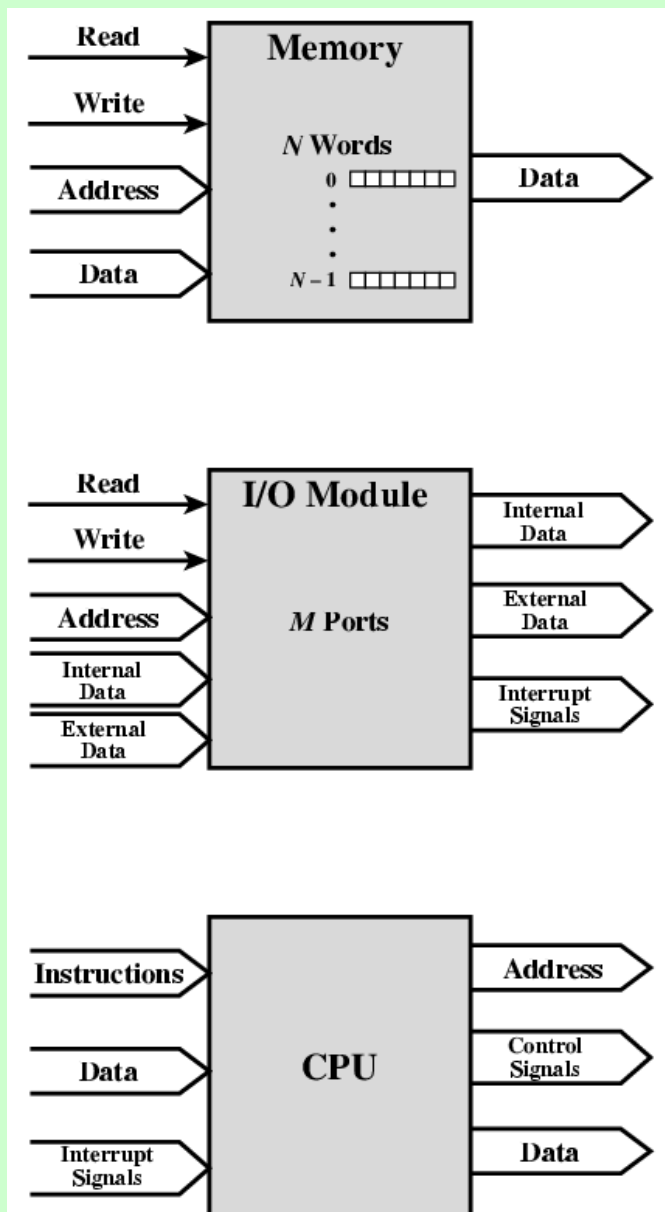 Read
Memory
Write
N Words
Address
0
Data
Data
N – 1
Read
I/O Module
Internal
Data
Write
Address
M Ports
External
Data
Internal
Data
External
Data
Interrupt
Signals
Instructions
Address
Data
CPU
Control
Signals
Interrupt
Signals
Data